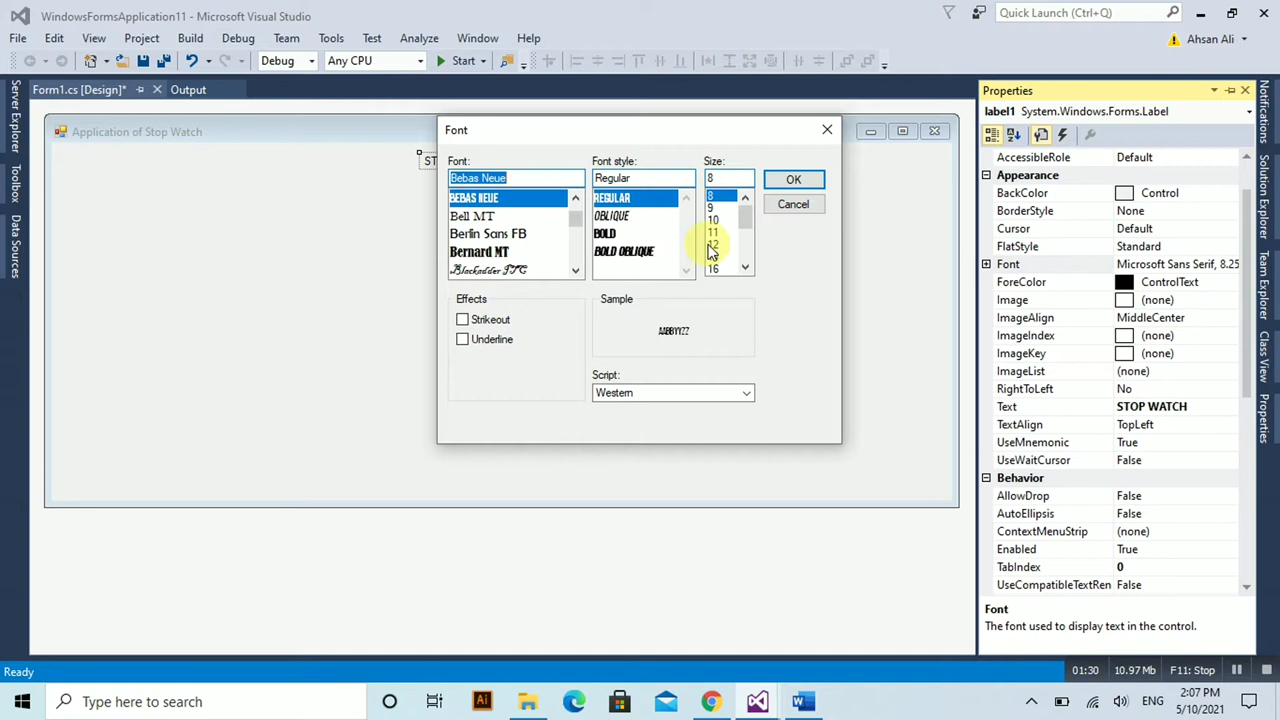 WindowsFormsApplication11 - Microsoft Visual Studio
Quick Launch (Ctrl+Q)
File Edit View Project Build Debug Team Tools Test Analyze Window Help
Ahsan Ali
Debug Any CPU Start
Form1.cs [Design]* Output
Server Explorer
Toolbox
Data Sources
Application of Stop Watch
ST
Font
Font: Font style: Size:
Bebas Neue Regular 8 OK
BEBAS NEUE REGULAR 8
Cancel
9
Bell MT OBLIQUE 10
Berlin Sans FB BOLD 11
12
Bernard MT BOLD OBLIQUE
Blackadder ITC 16
Effects Sample
Strikeout
Underline
AABBYYZZ
Script:
Western
Properties
label1 System.Windows.Forms.Label
AccessibleRole Default
Appearance
BackColor Control
BorderStyle None
Cursor Default
FlatStyle Standard
Font Microsoft Sans Serif, 8.25
ForeColor ControlText
Image (none)
ImageAlign MiddleCenter
ImageIndex (none)
ImageKey (none)
ImageList (none)
RightToLeft No
Text STOP WATCH
TextAlign TopLeft
UseMnemonic True
UseWaitCursor False
Behavior
AllowDrop False
AutoEllipsis False
ContextMenuStrip (none)
Enabled True
TabIndex 0
UseCompatibleTextRen False
Font
The font used to display text in the control.
Notifications
Solution Explorer
Team Explorer
Properties
Ready
01:30 10.97 Mb F11: Stop
Type here to search
ENG
2:07 PM
5/10/2021